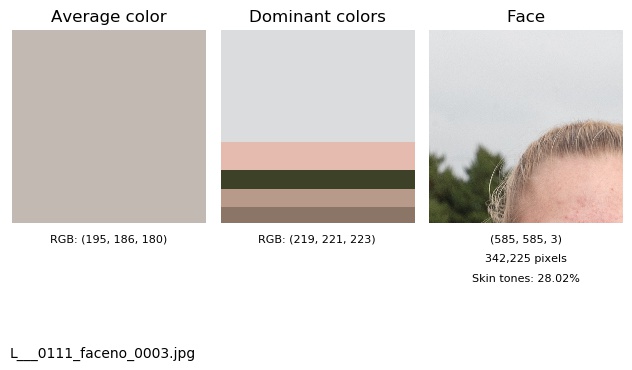 Average color
Dominant colors
Face
RGB: (195, 186, 180)
RGB: (219, 221, 223)
(585, 585, 3)
342,225 pixels
Skin tones: 28.02%
L___0111_faceno_0003.jpg